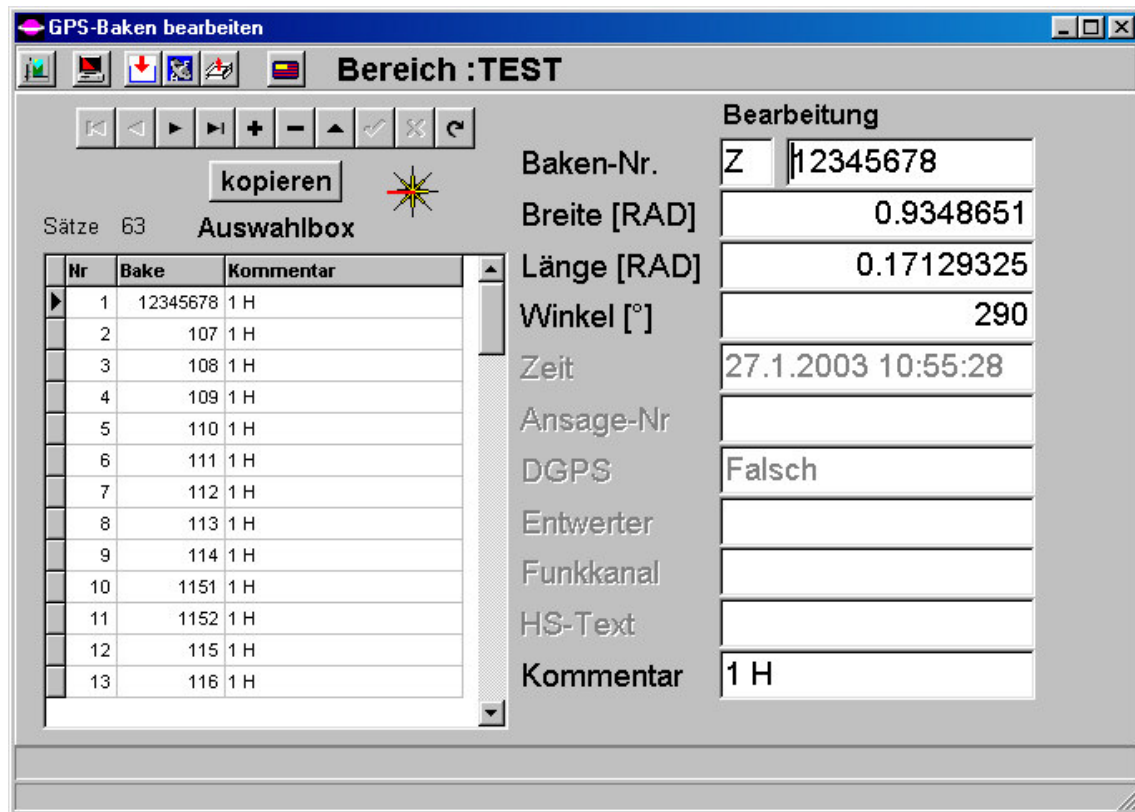 GPS-Baken bearbeiten
Bereich :TEST
kopieren
Sätze 63 Auswahlbox
Nr Bake Kommentar
1 12345678 1 H
2 107 1 H
3 108 1 H
4 109 1 H
5 110 1 H
6 111 1 H
7 112 1 H
8 113 1 H
9 114 1 H
10 1151 1 H
11 1152 1 H
12 115 1 H
13 116 1 H
Bearbeitung
Baken-Nr. Z 12345678
Breite [RAD] 0.9348651
Länge [RAD] 0.17129325
Winkel [°] 290
Zeit 27.1.2003 10:55:28
Ansage-Nr
DGPS Falsch
Entwerter
Funkkanal
HS-Text
Kommentar 1 H